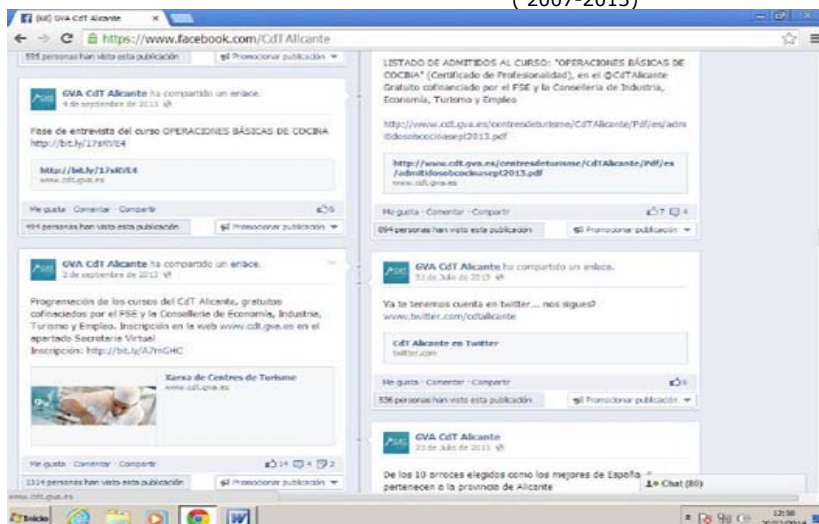 ( 2007-2013)
(68) GVA CdT Alicante
https://www.facebook.com/CdTAlicante
595 personas han visto esta publicación
Promocionar publicación
GVA CdT Alicante ha compartido un enlace.
4 de septiembre de 2013
Fase de entrevista del curso OPERACIONES BÁSICAS DE COCINA
http://bit.ly/17sRVE4
http://bit.ly/17sRVE4
www.cdt.gva.es
Me gusta · Comentar · Compartir
6
494 personas han visto esta publicación
Promocionar publicación
GVA CdT Alicante ha compartido un enlace.
2 de septiembre de 2013
Programación de los cursos del CdT Alicante, gratuitos
cofinaciados por el FSE y la Conselleria de Economía, Industria,
Turismo y Empleo. Inscripción en la web www.cdt.gva.es en el
apartado Secretaria Virtual
Inscripción: http://bit.ly/A7mGHC
Xarxa de Centres de Turisme
www.cdt.gva.es
Me gusta · Comentar · Compartir
14 4 2
1314 personas han visto esta publicación
Promocionar publicación
www.cdt.gva.es
LISTADO DE ADMITIDOS AL CURSO: "OPERACIONES BÁSICAS DE
COCINA" (Certificado de Profesionalidad), en el @CdTAlicante
Gratuito cofinanciado por el FSE y la Conselleria de Industria,
Economía, Turismo y Empleo
http://www.cdt.gva.es/centresdeturisme/CdTAlicante/Pdf/es/adm
itidosobcocinasept2013.pdf
http://www.cdt.gva.es/centresdeturisme/CdTAlicante/Pdf/es
/admitidosobcocinasept2013.pdf
www.cdt.gva.es
Me gusta · Comentar · Compartir
7 4
894 personas han visto esta publicación
Promocionar publicación
GVA CdT Alicante ha compartido un enlace.
31 de Julio de 2013
Ya te tenemos cuenta en twitter... nos sigues?
www.twitter.com/cdtalicante
CdT Alicante en Twitter
twitter.com
Me gusta · Comentar · Compartir
6
536 personas han visto esta publicación
Promocionar publicación
GVA CdT Alicante
23 de Julio de 2013
De los 10 arroces elegidos como los mejores de España,
pertenecen a la provincia de Alicante
Chat (80)
Inicio
12:58